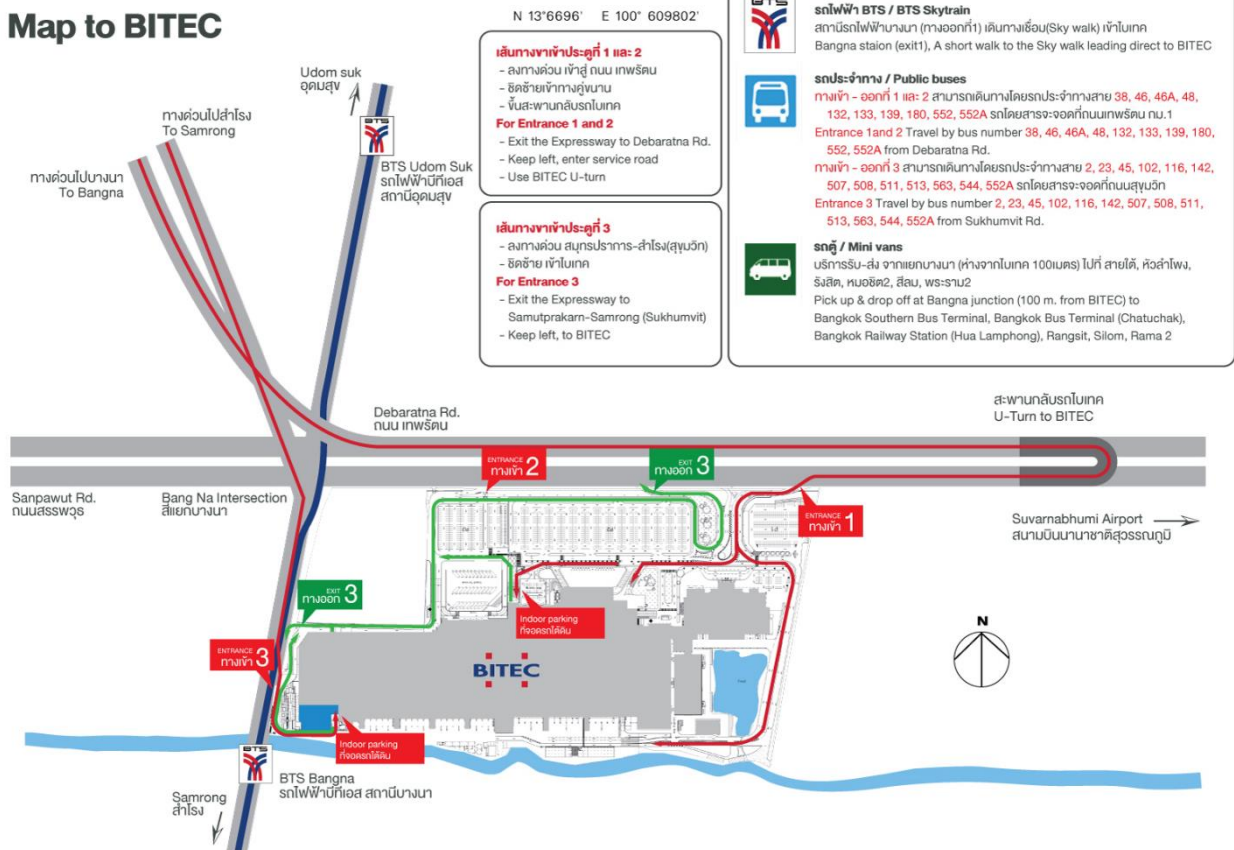 Map to BITEC
N 13°6696' E 100° 609802'
เส้นทางขาเข้าประตูที่ 1 และ 2
- ลงทางด่วน เข้าสู่ ถนน เทพรัตน
- ชิดซ้ายเข้าทางคู่ขนาน
- ขึ้นสะพานกลับรถไบเทค
For Entrance 1 and 2
- Exit the Expressway to Debaratna Rd.
- Keep left, enter service road
- Use BITEC U-turn
เส้นทางขาเข้าประตูที่ 3
- ลงทางด่วน สมุทรปราการ-สำโรง(สุขุมวิท)
- ชิดซ้าย เข้าไบเทค
For Entrance 3
- Exit the Expressway to
Samutprakarn-Samrong (Sukhumvit)
- Keep left, to BITEC
BTS
รถไฟฟ้า BTS / BTS Skytrain
สถานีรถไฟฟ้าบางนา (ทางออกที่1) เดินทางเชื่อม(Sky walk) เข้าไบเทค
Bangna staion (exit1), A short walk to the Sky walk leading direct to BITEC
รถประจำทาง / Public buses
ทางเข้า - ออกที่ 1 และ 2 สามารถเดินทางโดยรถประจำทางสาย 38, 46, 46A, 48,
132, 133, 139, 180, 552, 552A รถโดยสารจะจอดที่ถนนเทพรัตน กม.1
Entrance 1and 2 Travel by bus number 38, 46, 46A, 48, 132, 133, 139, 180,
552, 552A from Debaratna Rd.
ทางเข้า - ออกที่ 3 สามารถเดินทางโดยรถประจำทางสาย 2, 23, 45, 102, 116, 142,
507, 508, 511, 513, 563, 544, 552A รถโดยสารจะจอดที่ถนนสุขุมวิท
Entrance 3 Travel by bus number 2, 23, 45, 102, 116, 142, 507, 508, 511,
513, 563, 544, 552A from Sukhumvit Rd.
รถตู้ / Mini vans
บริการรับ-ส่ง จากแยกบางนา (ห่างจากไบเทค 100เมตร) ไปที่ สายใต้, หัวลำโพง,
รังสิต, หมอชิต2, สีลม, พระราม2
Pick up & drop off at Bangna junction (100 m. from BITEC) to
Bangkok Southern Bus Terminal, Bangkok Bus Terminal (Chatuchak),
Bangkok Railway Station (Hua Lamphong), Rangsit, Silom, Rama 2
Udom suk
อุดมสุข
ทางด่วนไปสำโรง
To Samrong
ทางด่วนไปบางนา
To Bangna
BTS
BTS Udom Suk
รถไฟฟ้าบีทีเอส
สถานีอุดมสุข
Debaratna Rd.
ถนน เทพรัตน
สะพานกลับรถไบเทค
U-Turn to BITEC
Sanpawut Rd.
ถนนสรรพวุธ
Bang Na Intersection
สี่แยกบางนา
ENTRANCE
ทางเข้า 2
EXIT
ทางออก 3
ENTRANCE
ทางเข้า 1
Suvarnabhumi Airport
สนามบินนานาชาติสุวรรณภูมิ
EXIT
ทางออก 3
Indoor parking
ที่จอดรถใต้ดิน
ENTRANCE
ทางเข้า 3
BITEC
N
Indoor parking
ที่จอดรถใต้ดิน
BTS
BTS Bangna
รถไฟฟ้าบีทีเอส สถานีบางนา
Samrong
สำโรง